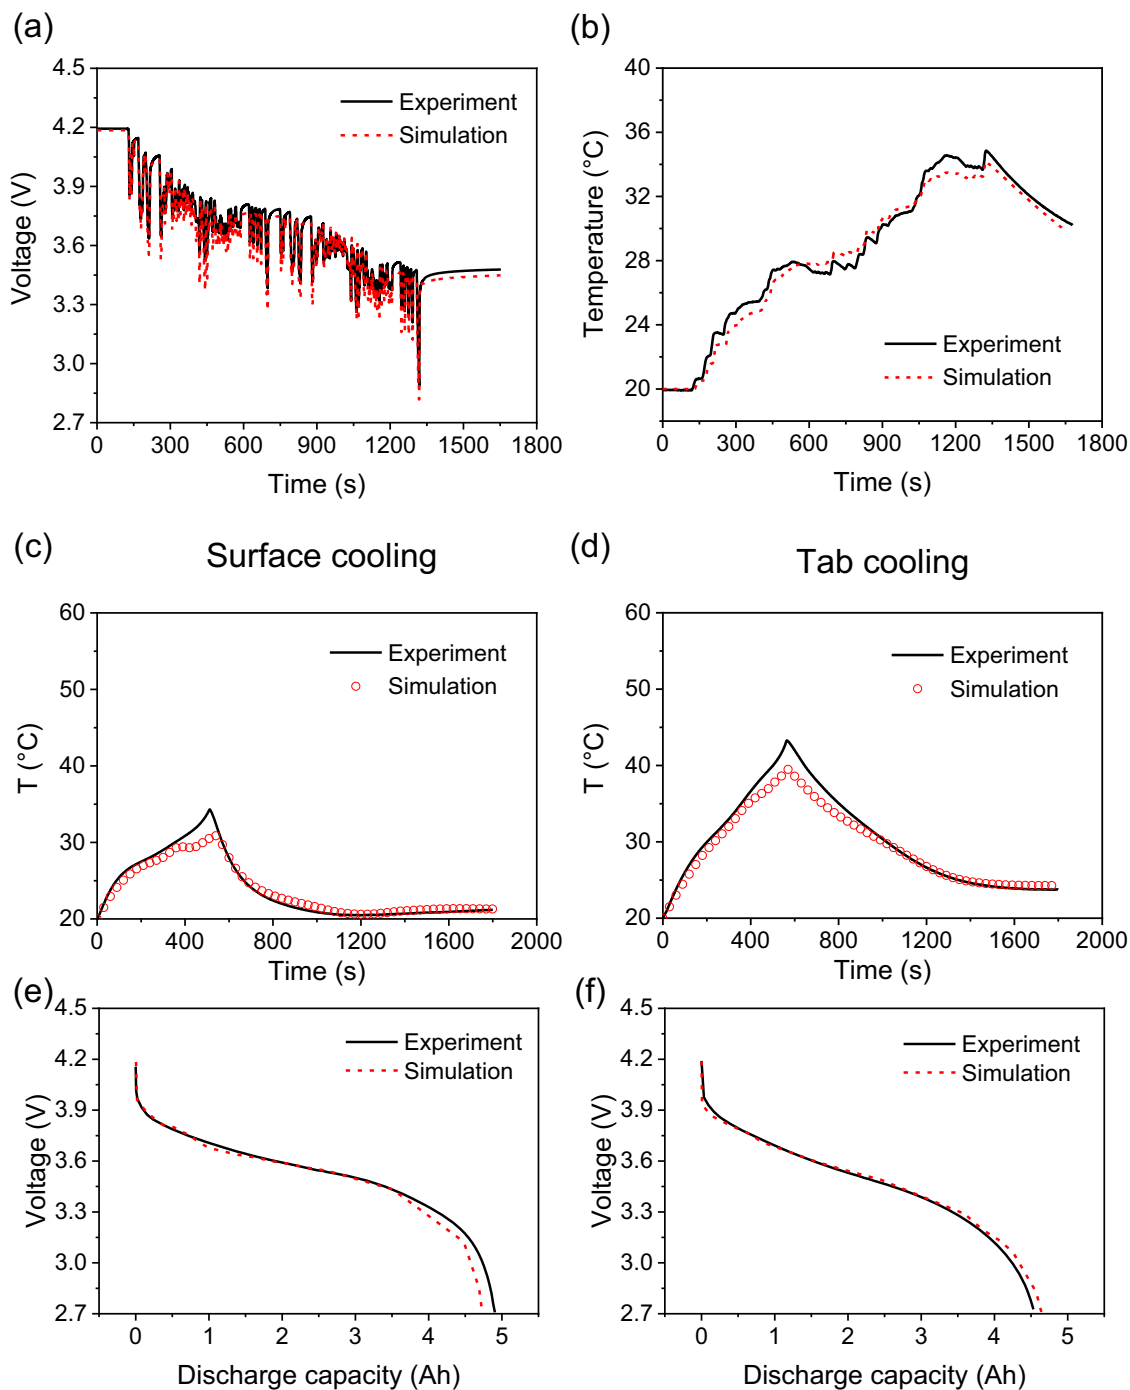 (a)
4.5
4.2
3.9
3.6
3.3
3.0
2.7
Voltage (V)
Experiment
Simulation
0 300 600 900 1200 1500 1800
Time (s)
(b)
40
36
32
28
24
20
Temperature (°C)
Experiment
Simulation
0 300 600 900 1200 1500 1800
Time (s)
(c)
Surface cooling
60
50
40
30
20
T (°C)
Experiment
Simulation
0 400 800 1200 1600 2000
Time (s)
(d)
Tab cooling
60
50
40
30
20
T (°C)
Experiment
Simulation
0 400 800 1200 1600 2000
Time (s)
(e)
4.5
4.2
3.9
3.6
3.3
3.0
2.7
Voltage (V)
Experiment
Simulation
0 1 2 3 4 5
Discharge capacity (Ah)
(f)
4.5
4.2
3.9
3.6
3.3
3.0
2.7
Voltage (V)
Experiment
Simulation
0 1 2 3 4 5
Discharge capacity (Ah)